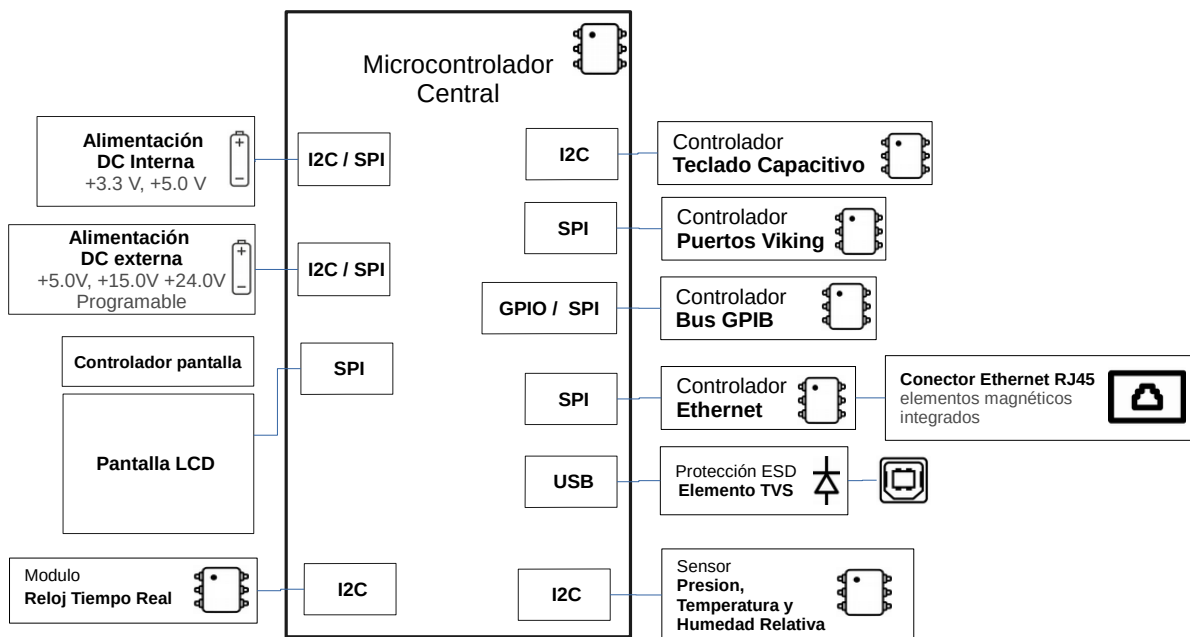 Microcontrolador
Central
Alimentación
DC Interna
+3.3 V, +5.0 V
I2C / SPI
Alimentación
DC externa
+5.0V, +15.0V +24.0V
Programable
I2C / SPI
Controlador pantalla
SPI
Pantalla LCD
Modulo
Reloj Tiempo Real
I2C
I2C
Controlador
Teclado Capacitivo
SPI
Controlador
Puertos Viking
GPIO / SPI
Controlador
Bus GPIB
SPI
Controlador
Ethernet
Conector Ethernet RJ45
elementos magnéticos
integrados
USB
Protección ESD
Elemento TVS
I2C
Sensor
Presion,
Temperatura y
Humedad Relativa